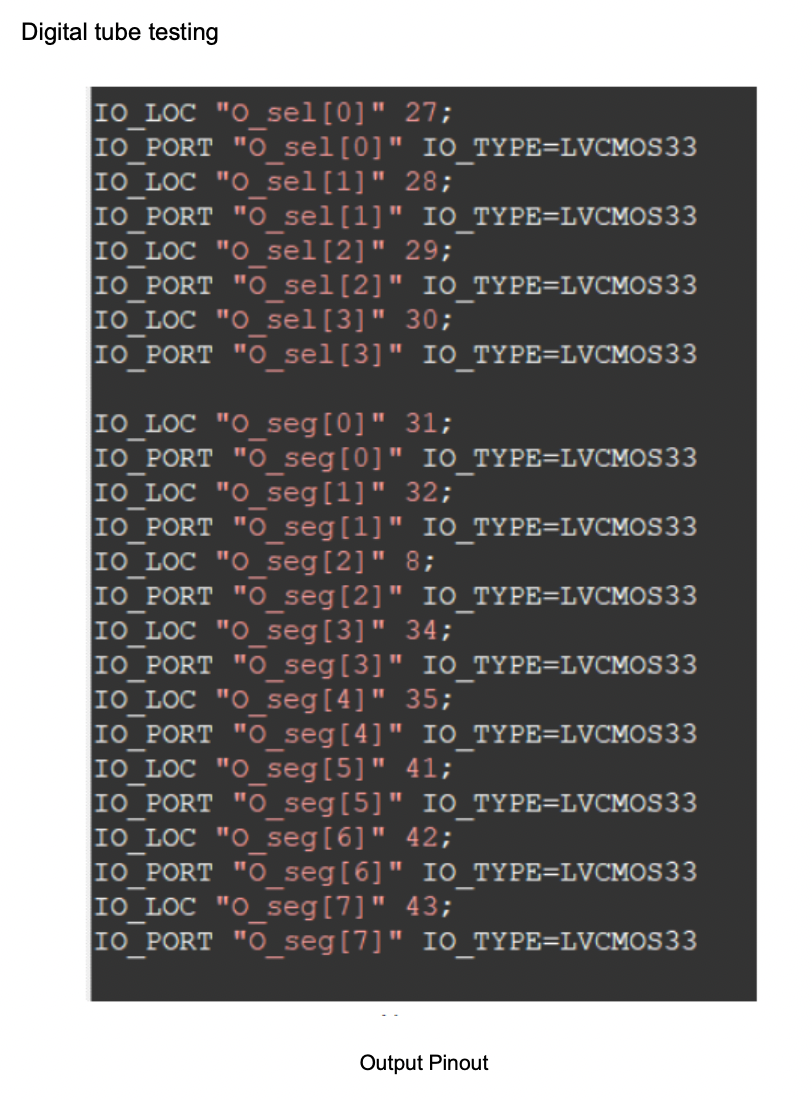 Digital tube testing
IO_LOC "O_sel[0]" 27;
IO_PORT "O_sel[0]" IO_TYPE=LVCMOS33
IO_LOC "O_sel[1]" 28;
IO_PORT "O_sel[1]" IO_TYPE=LVCMOS33
IO_LOC "O_sel[2]" 29;
IO_PORT "O_sel[2]" IO_TYPE=LVCMOS33
IO_LOC "O_sel[3]" 30;
IO_PORT "O_sel[3]" IO_TYPE=LVCMOS33
IO_LOC "O_seg[0]" 31;
IO_PORT "O_seg[0]" IO_TYPE=LVCMOS33
IO_LOC "O_seg[1]" 32;
IO_PORT "O_seg[1]" IO_TYPE=LVCMOS33
IO_LOC "O_seg[2]" 8;
IO_PORT "O_seg[2]" IO_TYPE=LVCMOS33
IO_LOC "O_seg[3]" 34;
IO_PORT "O_seg[3]" IO_TYPE=LVCMOS33
IO_LOC "O_seg[4]" 35;
IO_PORT "O_seg[4]" IO_TYPE=LVCMOS33
IO_LOC "O_seg[5]" 41;
IO_PORT "O_seg[5]" IO_TYPE=LVCMOS33
IO_LOC "O_seg[6]" 42;
IO_PORT "O_seg[6]" IO_TYPE=LVCMOS33
IO_LOC "O_seg[7]" 43;
IO_PORT "O_seg[7]" IO_TYPE=LVCMOS33
Output Pinout